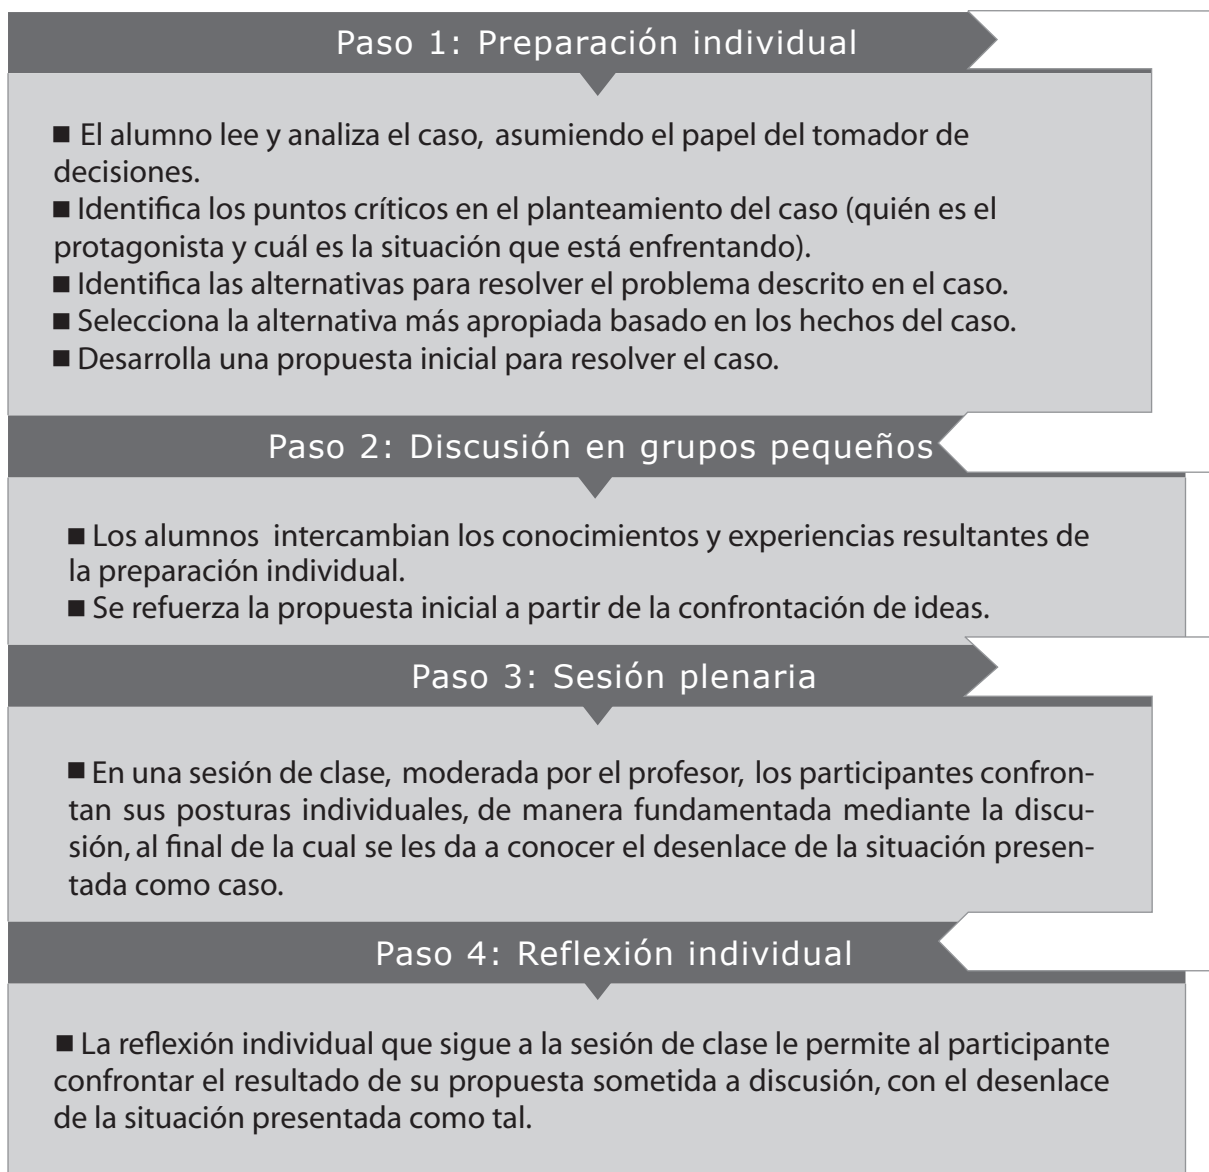 Paso 1: Preparación individual
■ El alumno lee y analiza el caso, asumiendo el papel del tomador de
decisiones.
■ Identifica los puntos críticos en el planteamiento del caso (quién es el
protagonista y cuál es la situación que está enfrentando).
■ Identifica las alternativas para resolver el problema descrito en el caso.
■ Selecciona la alternativa más apropiada basado en los hechos del caso.
■ Desarrolla una propuesta inicial para resolver el caso.
Paso 2: Discusión en grupos pequeños
■ Los alumnos intercambian los conocimientos y experiencias resultantes de
la preparación individual.
■ Se refuerza la propuesta inicial a partir de la confrontación de ideas.
Paso 3: Sesión plenaria
■ En una sesión de clase, moderada por el profesor, los participantes confron-
tan sus posturas individuales, de manera fundamentada mediante la discu-
sión, al final de la cual se les da a conocer el desenlace de la situación presen-
tada como caso.
Paso 4: Reflexión individual
■ La reflexión individual que sigue a la sesión de clase le permite al participante
confrontar el resultado de su propuesta sometida a discusión, con el desenlace
de la situación presentada como tal.